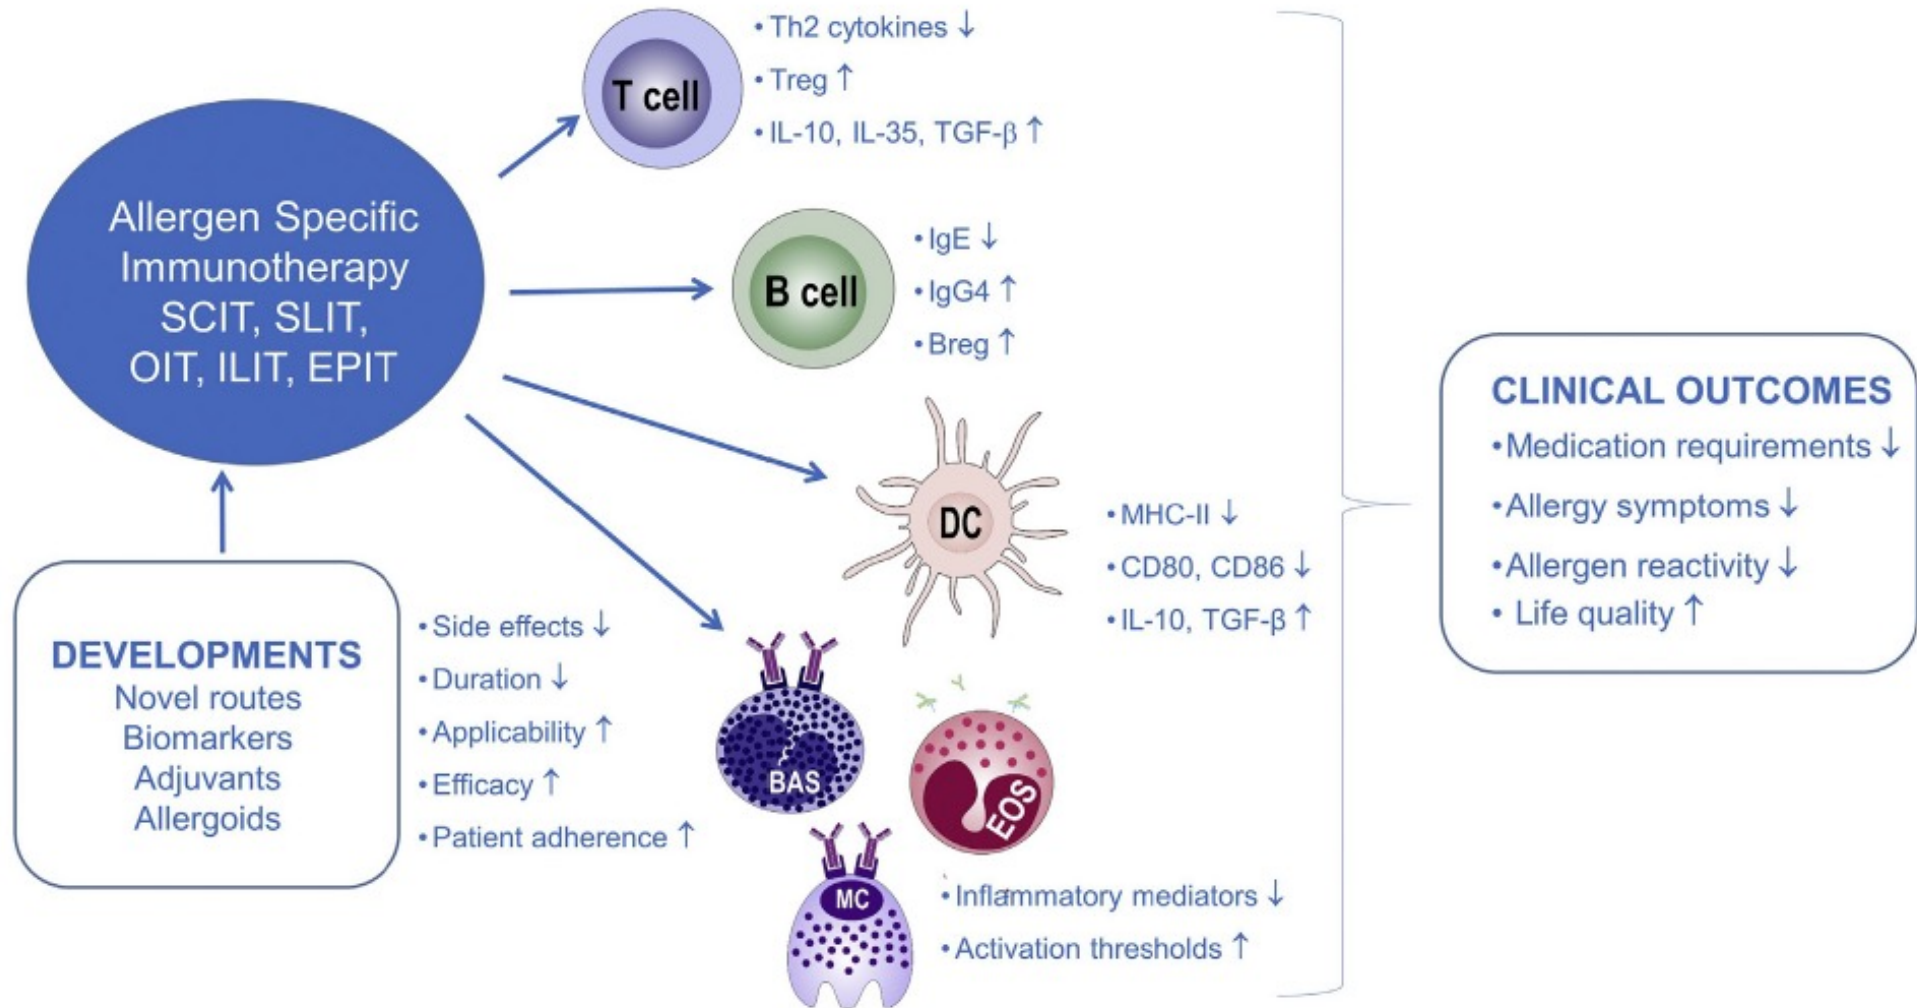 Allergen Specific
Immunotherapy
SCIT, SLIT,
OIT, ILIT, EPIT
DEVELOPMENTS
Novel routes
Biomarkers
Adjuvants
Allergoids
• Side effects ↓
• Duration ↓
• Applicability ↑
• Efficacy ↑
• Patient adherence ↑
T cell
• Th2 cytokines ↓
• Treg ↑
• IL-10, IL-35, TGF-β ↑
B cell
• IgE ↓
• IgG4 ↑
• Breg ↑
DC
• MHC-II ↓
• CD80, CD86 ↓
• IL-10, TGF-β ↑
BAS
EOS
MC
• Inflammatory mediators ↓
• Activation thresholds ↑
CLINICAL OUTCOMES
• Medication requirements ↓
• Allergy symptoms ↓
• Allergen reactivity ↓
• Life quality ↑